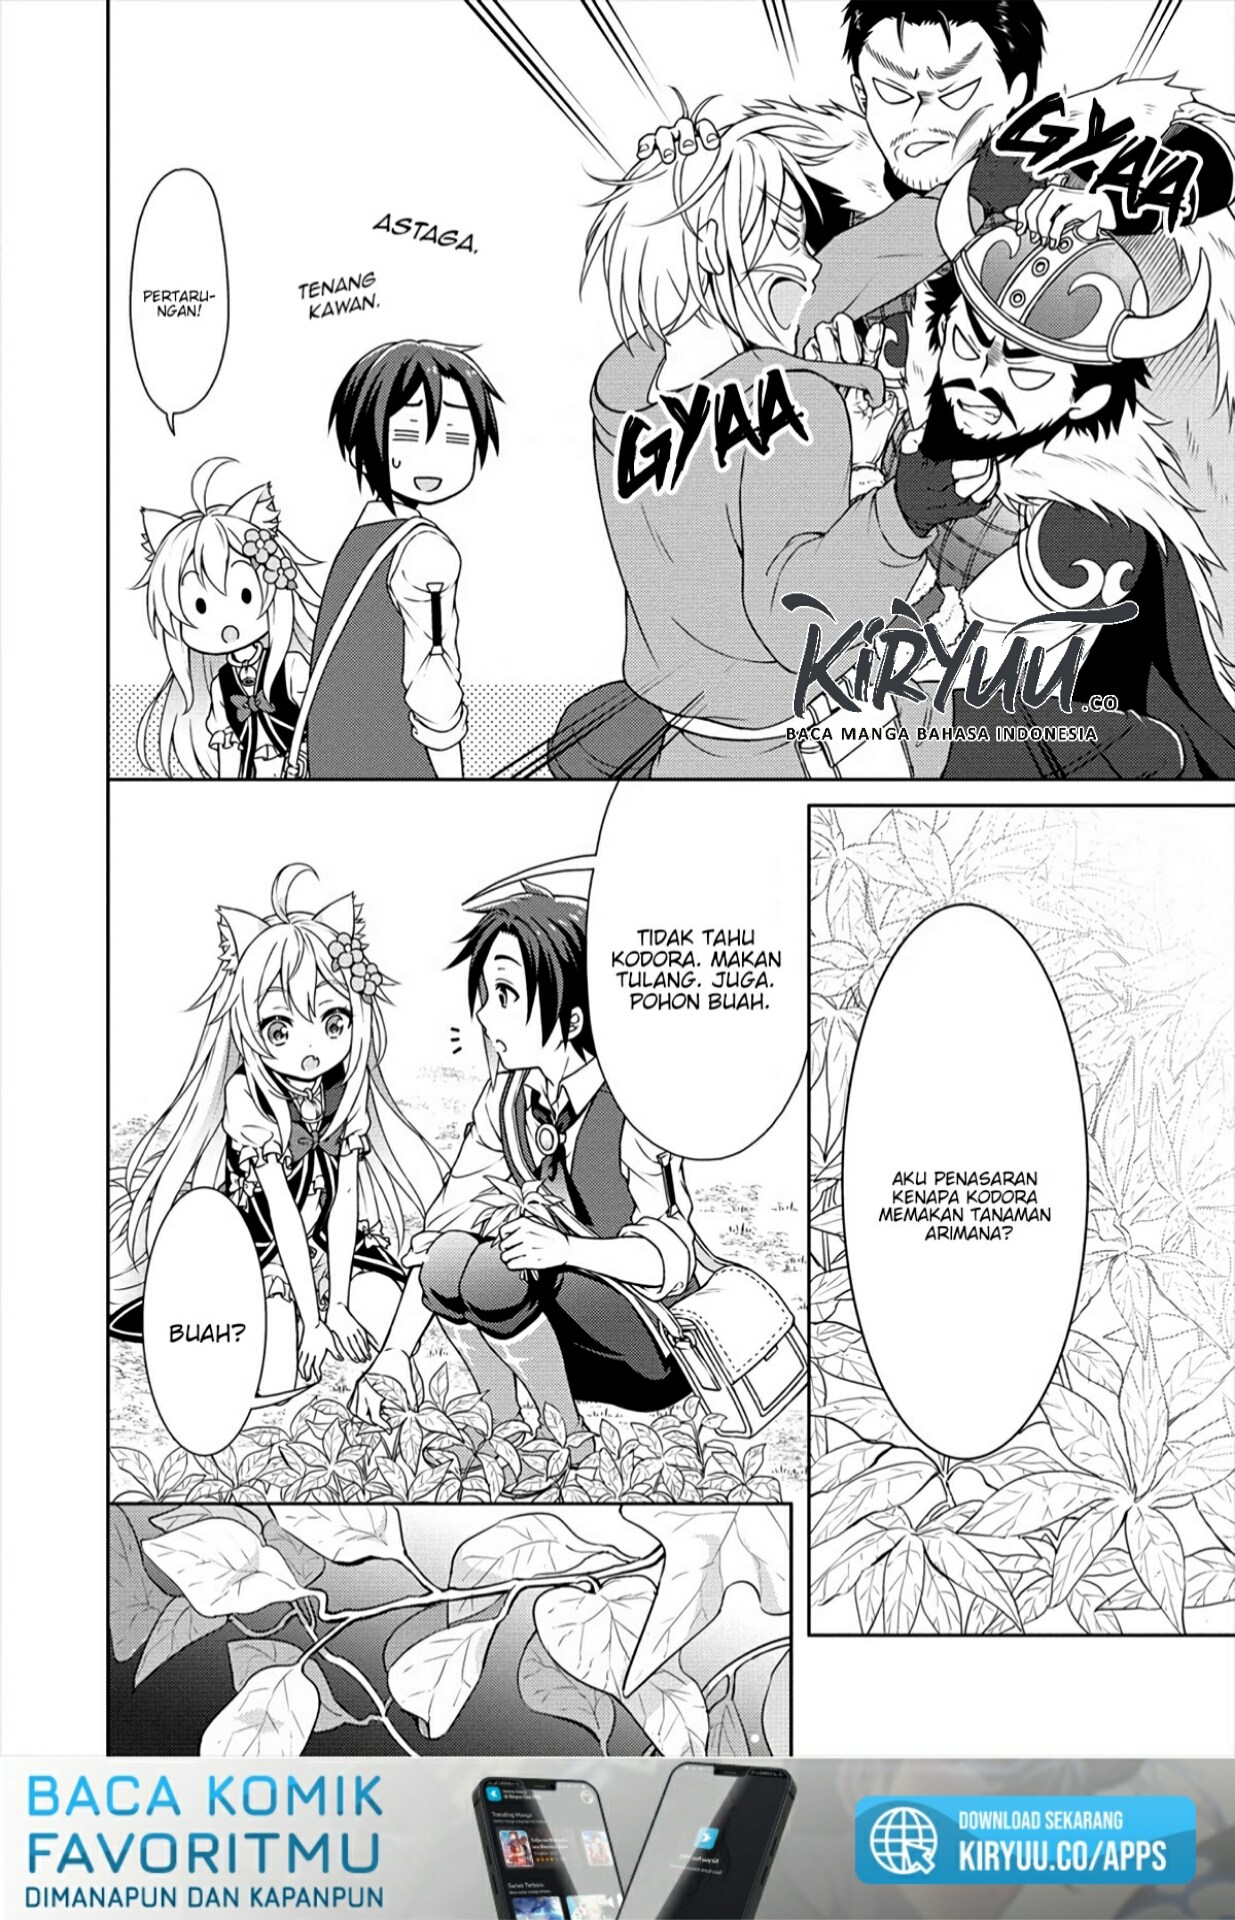 GYAA
GYAA
ASTAGA.
TENANG
KAWAN.
PERTARU-
NGAN!
KIRYUU.CO
BACA MANGA BAHASA INDONESIA
AKU PENASARAN
KENAPA KODORA
MEMAKAN TANAMAN
ARIMANA?
TIDAK TAHU
KODORA. MAKAN
TULANG. JUGA.
POHON BUAH.
BUAH?
BACA KOMIK
FAVORITMU
DIMANAPUN DAN KAPANPUN
DOWNLOAD SEKARANG
KIRYUU.CO/APPS